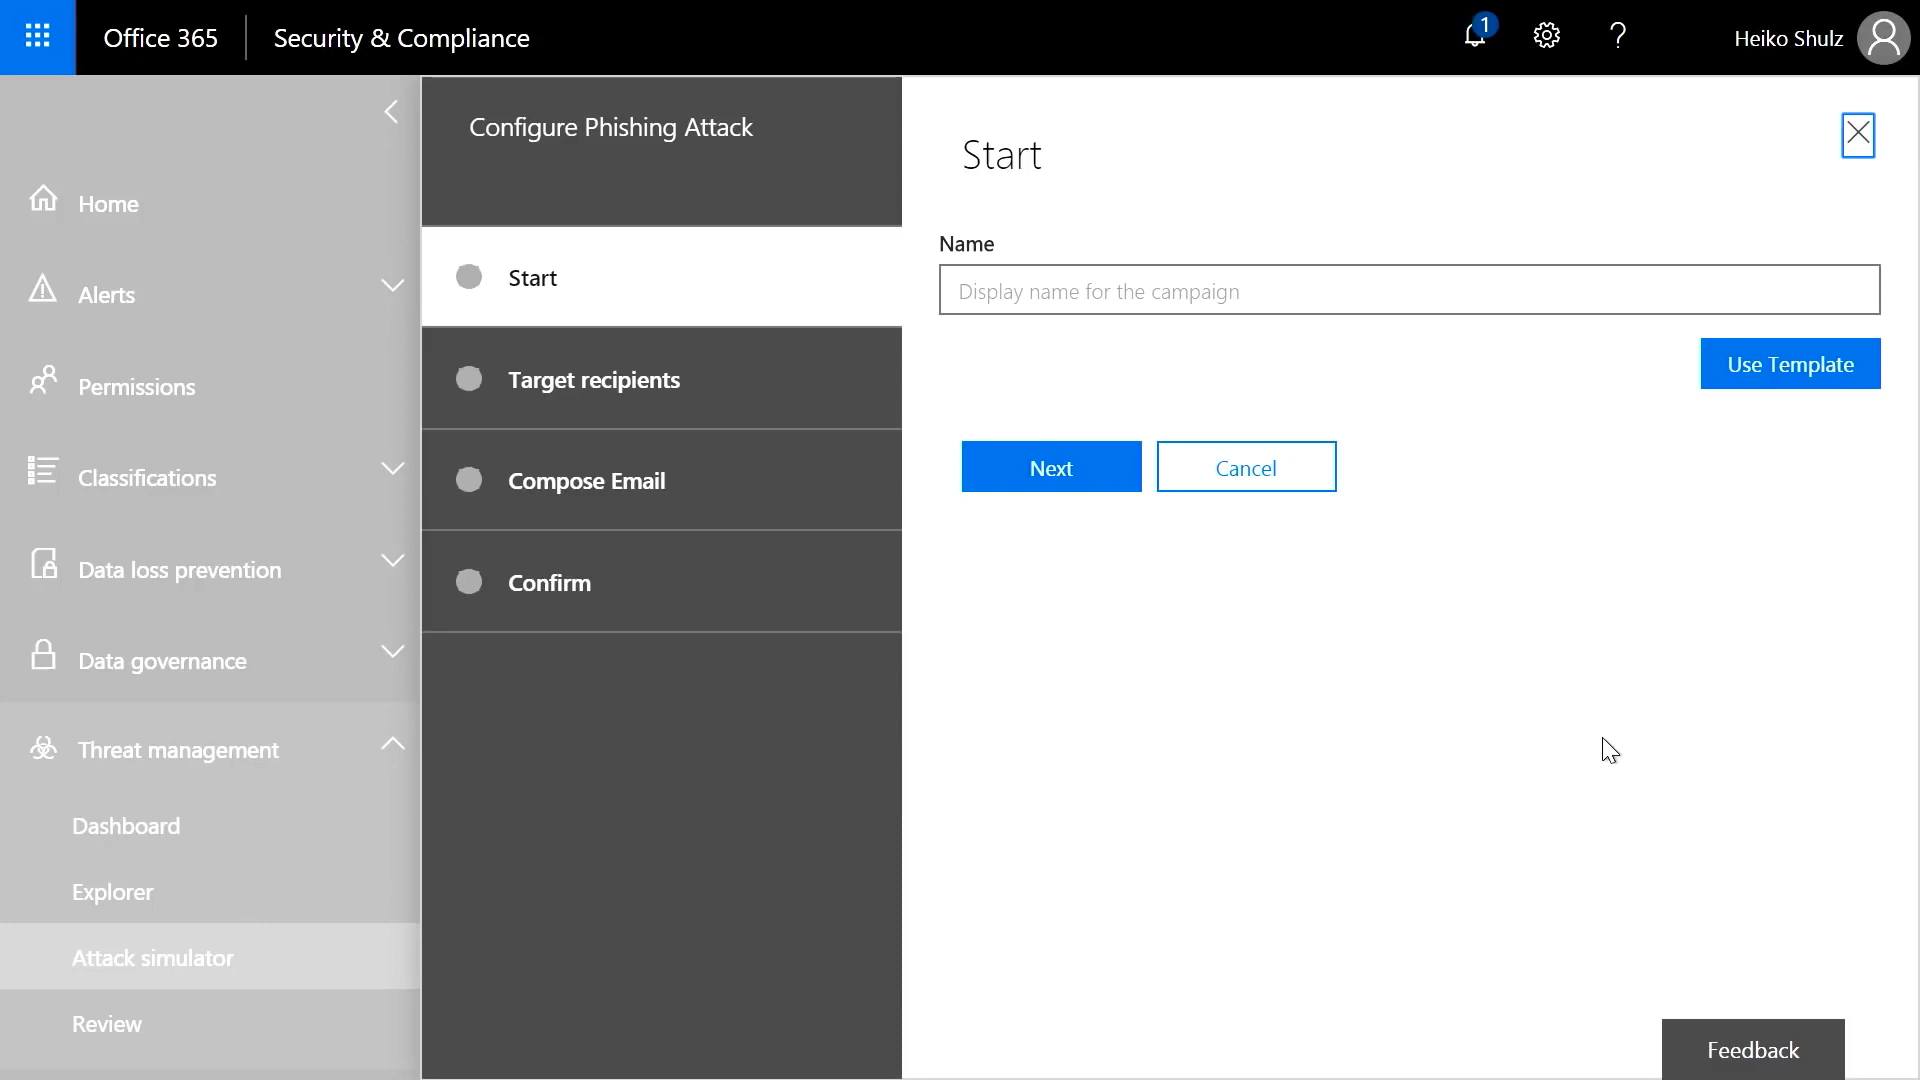 Office 365
Security & Compliance
1
?
Heiko Shulz
Home
Alerts
Permissions
Classifications
Data loss prevention
Data governance
Threat management
Dashboard
Explorer
Attack simulator
Review
Configure Phishing Attack
Start
Target recipients
Compose Email
Confirm
Start
Name
Display name for the campaign
Use Template
Next
Cancel
Feedback